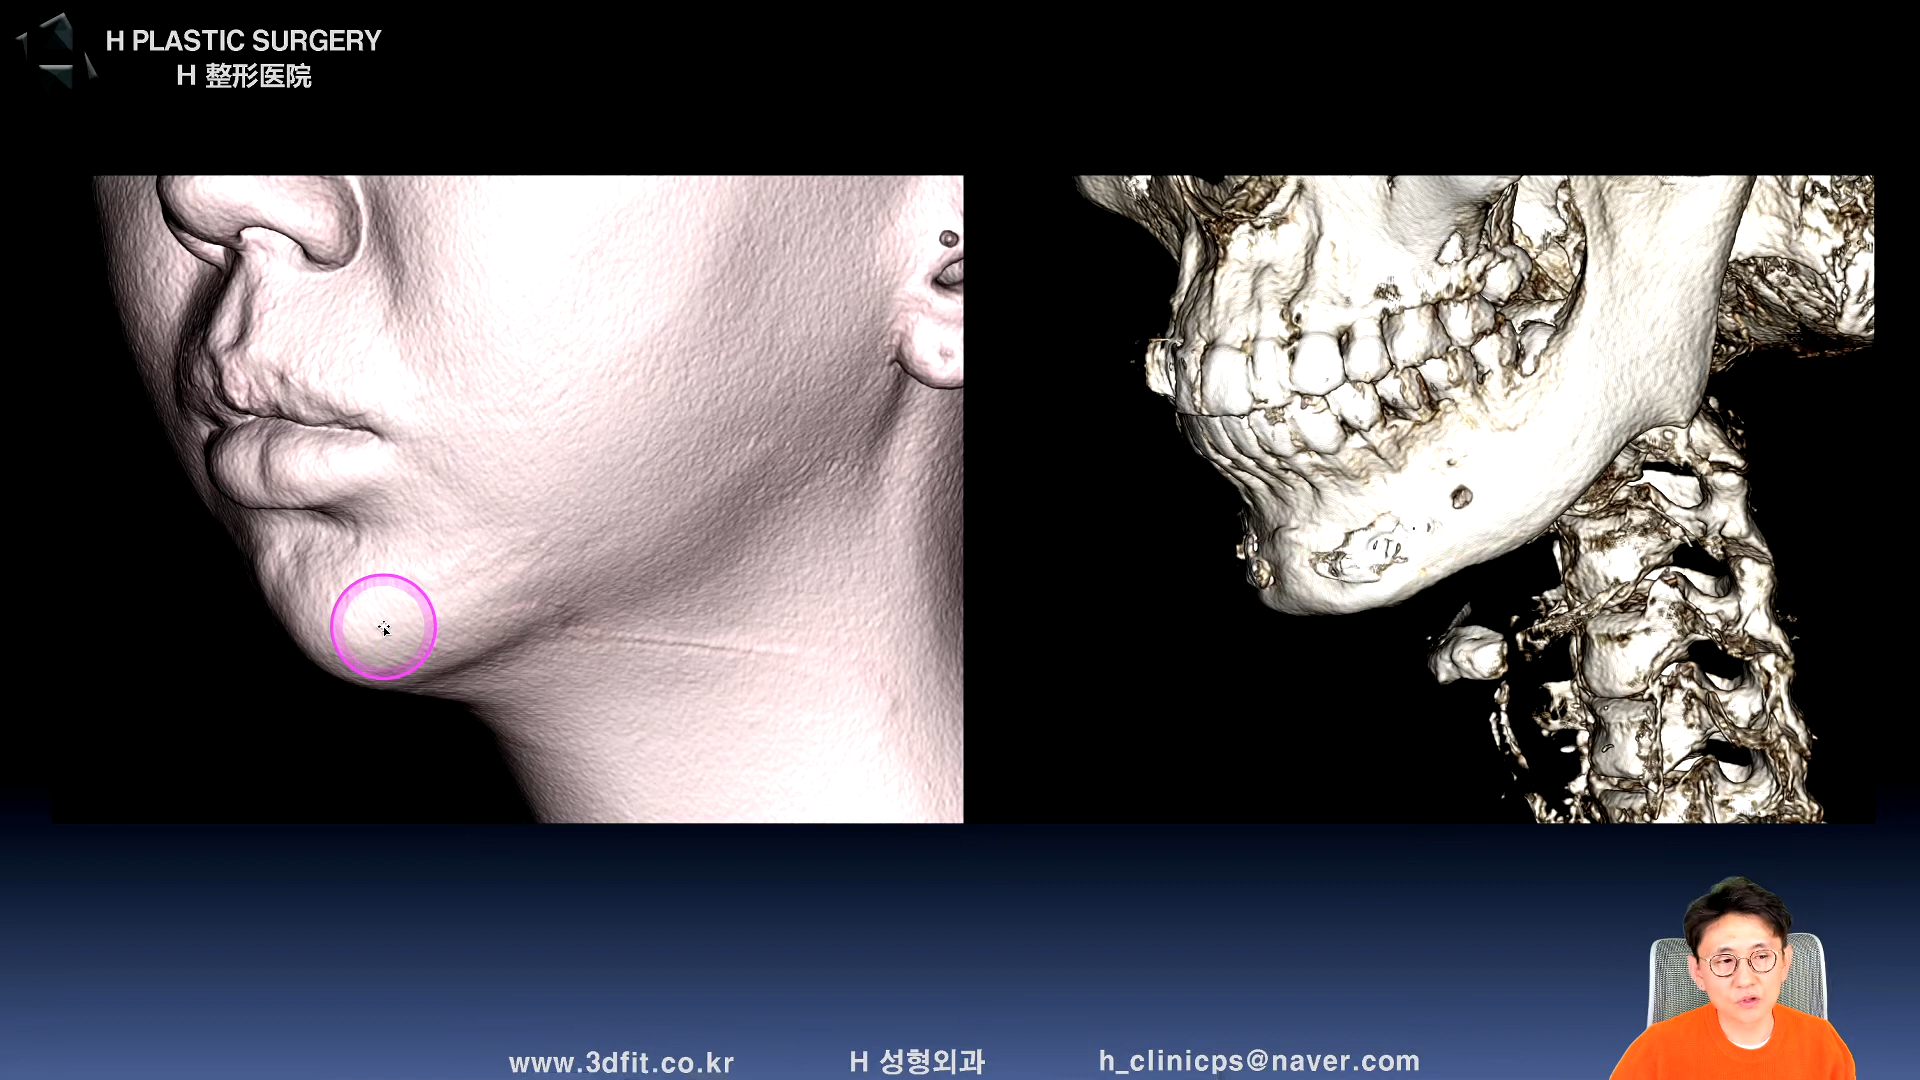 H PLASTIC SURGERY
H 整形医院
www.3dfit.co.kr
H 성형외과
h_clinicps@naver.com